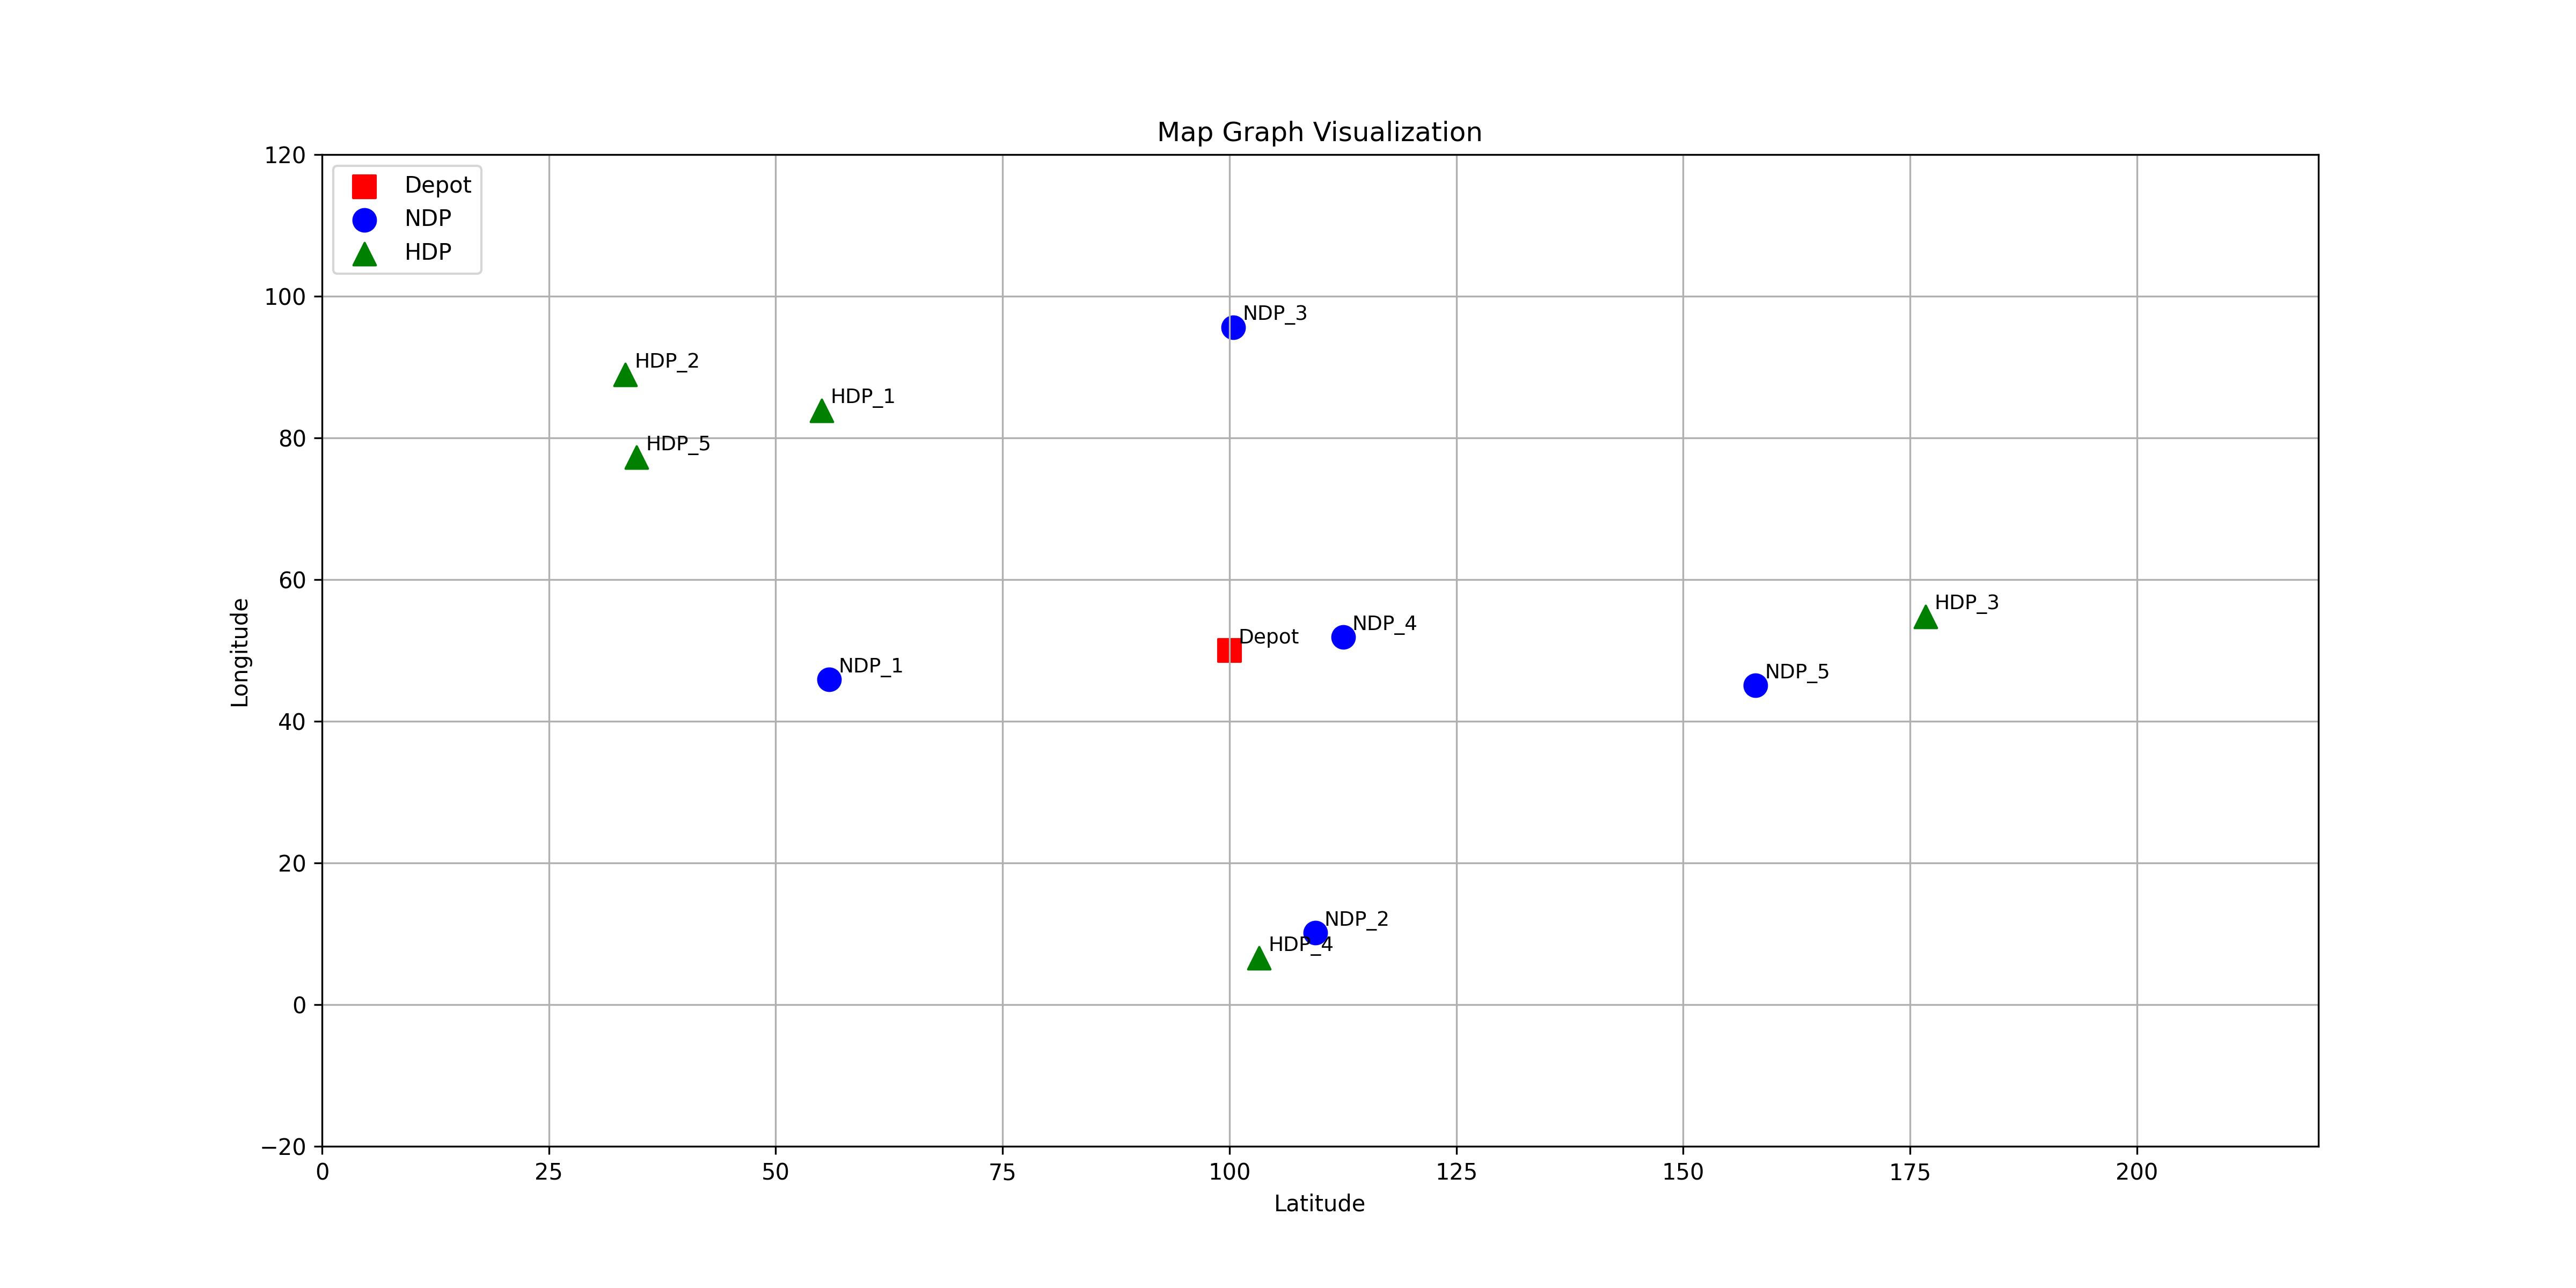 Map Graph Visualization
120
100
80
60
40
20
0
−20
Longitude
Depot
NDP
HDP
NDP_3
HDP_2
HDP_1
HDP_5
HDP_3
NDP_4
Depot
NDP_1
NDP_5
NDP_2
HDP_4
0 25 50 75 100 125 150 175 200
Latitude